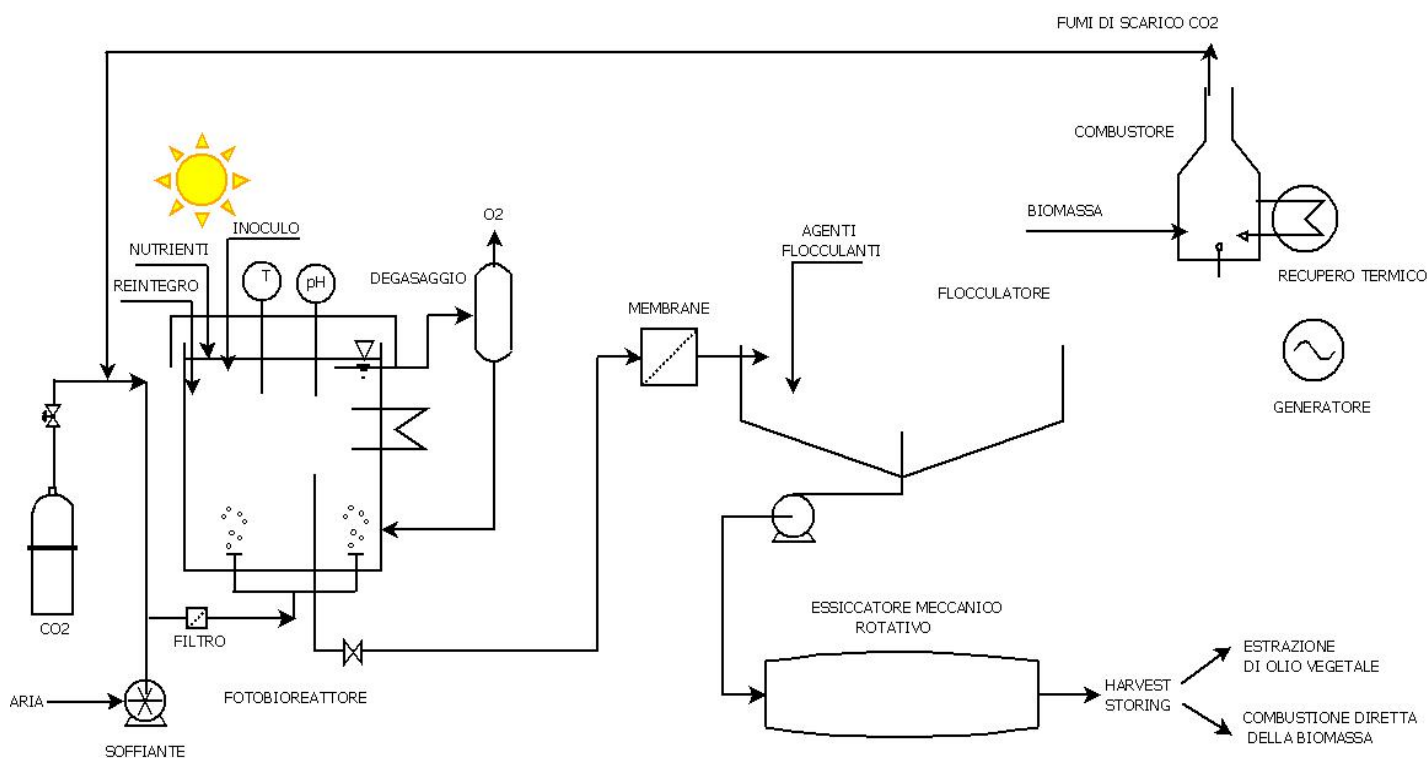 FUMI DI SCARICO CO2
COMBUSTORE
BIOMASSA
RECUPERO TERMICO
GENERATORE
INOCULO
NUTRIENTI
REINTEGRO
T
pH
O2
DEGASAGGIO
MEMBRANE
AGENTI
FLOCCULANTI
FLOCCULATORE
CO2
FILTRO
ARIA
SOFFIANTE
FOTOBIOREATTORE
ESSICCATORE MECCANICO
ROTATIVO
HARVEST
STORING
ESTRAZIONE
DI OLIO VEGETALE
COMBUSTIONE DIRETTA
DELLA BIOMASSA